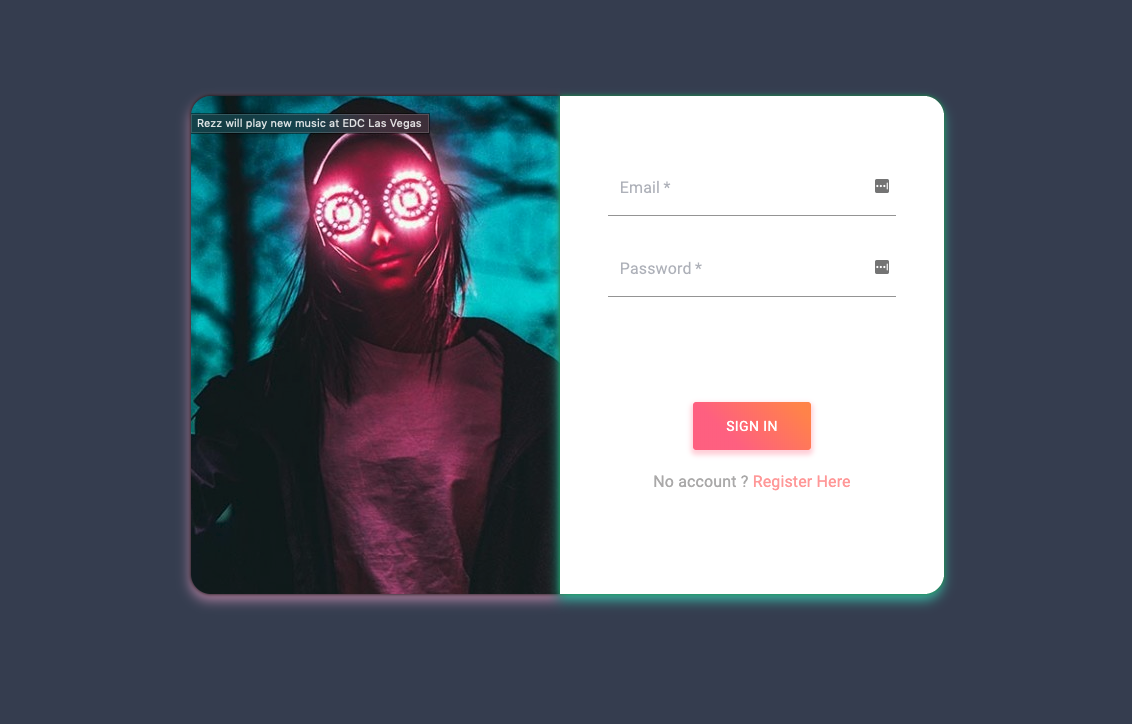 Rezz will play new music at EDC Las Vegas
Email *
Password *
SIGN IN
No account ? Register Here